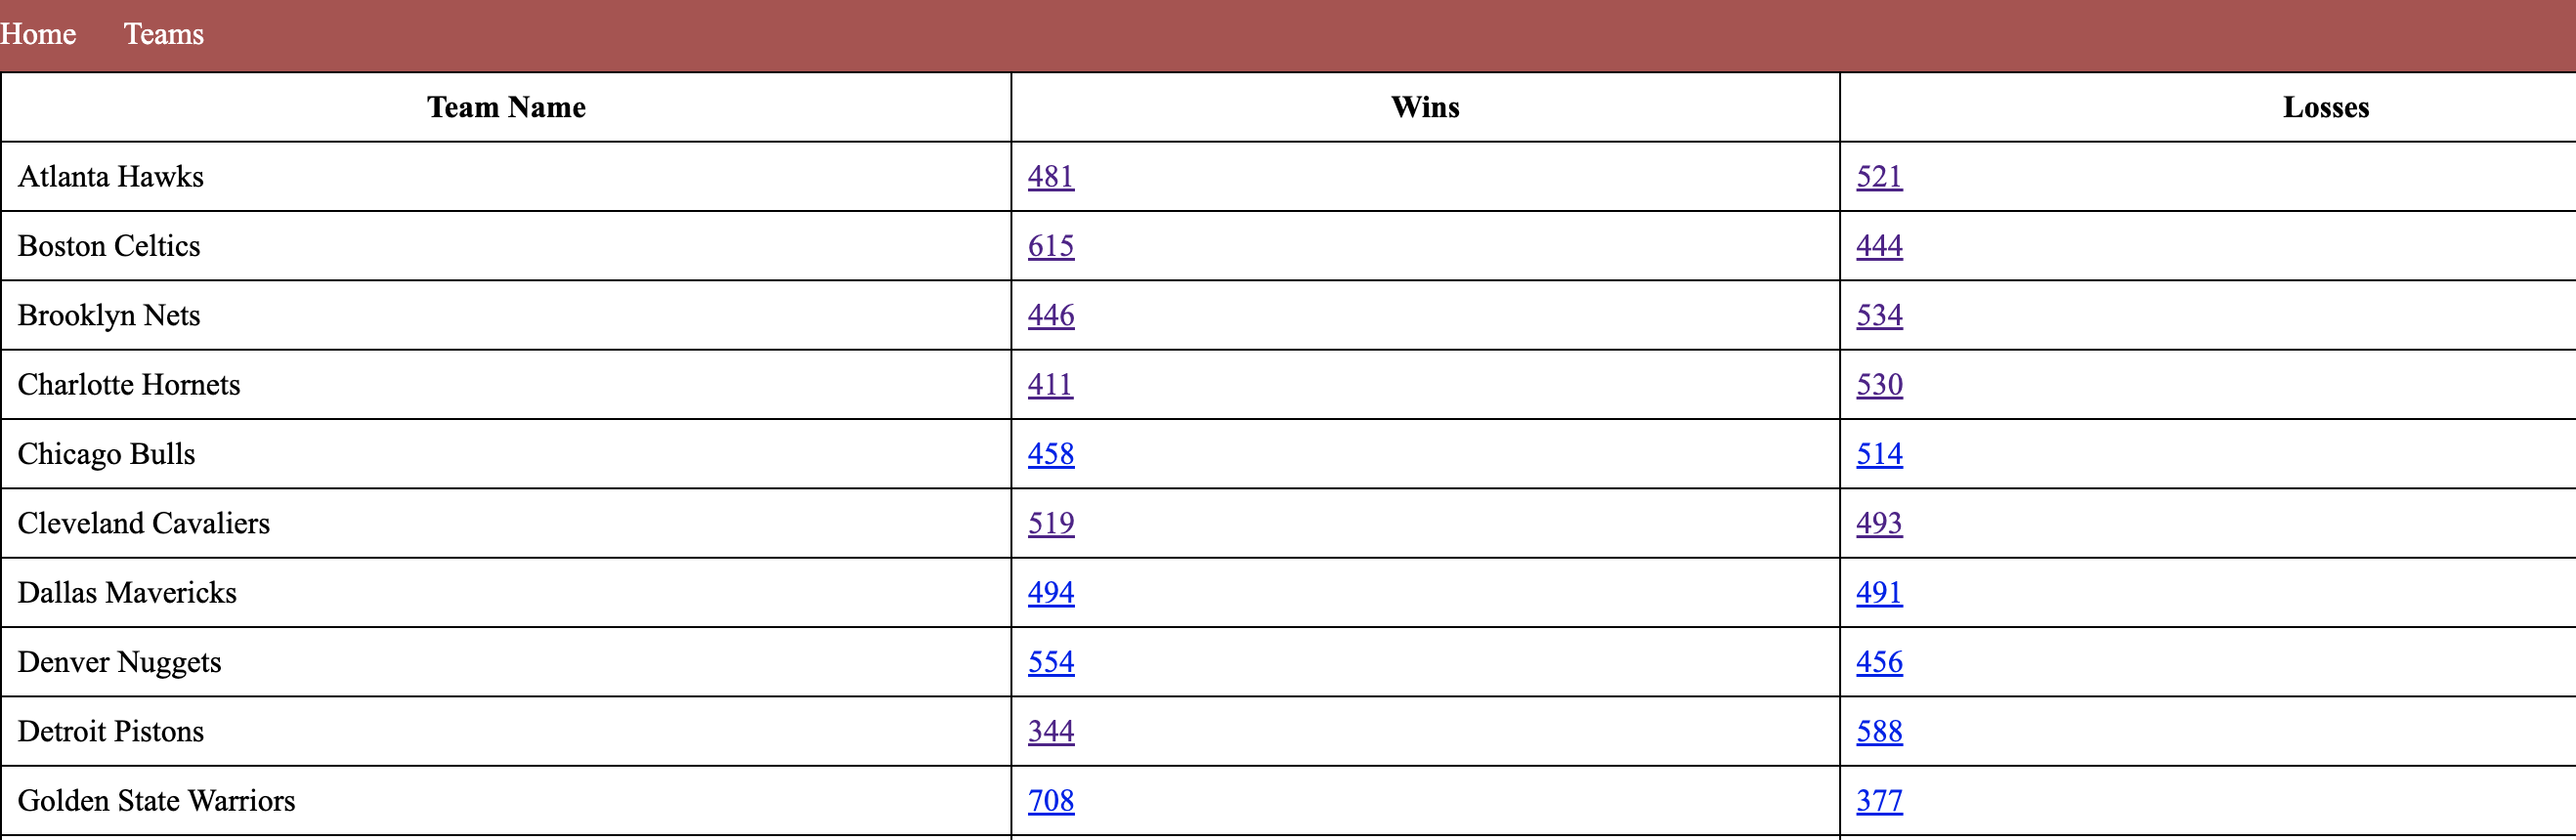 Home Teams
Team Name Wins Losses
Atlanta Hawks 481 521
Boston Celtics 615 444
Brooklyn Nets 446 534
Charlotte Hornets 411 530
Chicago Bulls 458 514
Cleveland Cavaliers 519 493
Dallas Mavericks 494 491
Denver Nuggets 554 456
Detroit Pistons 344 588
Golden State Warriors 708 377